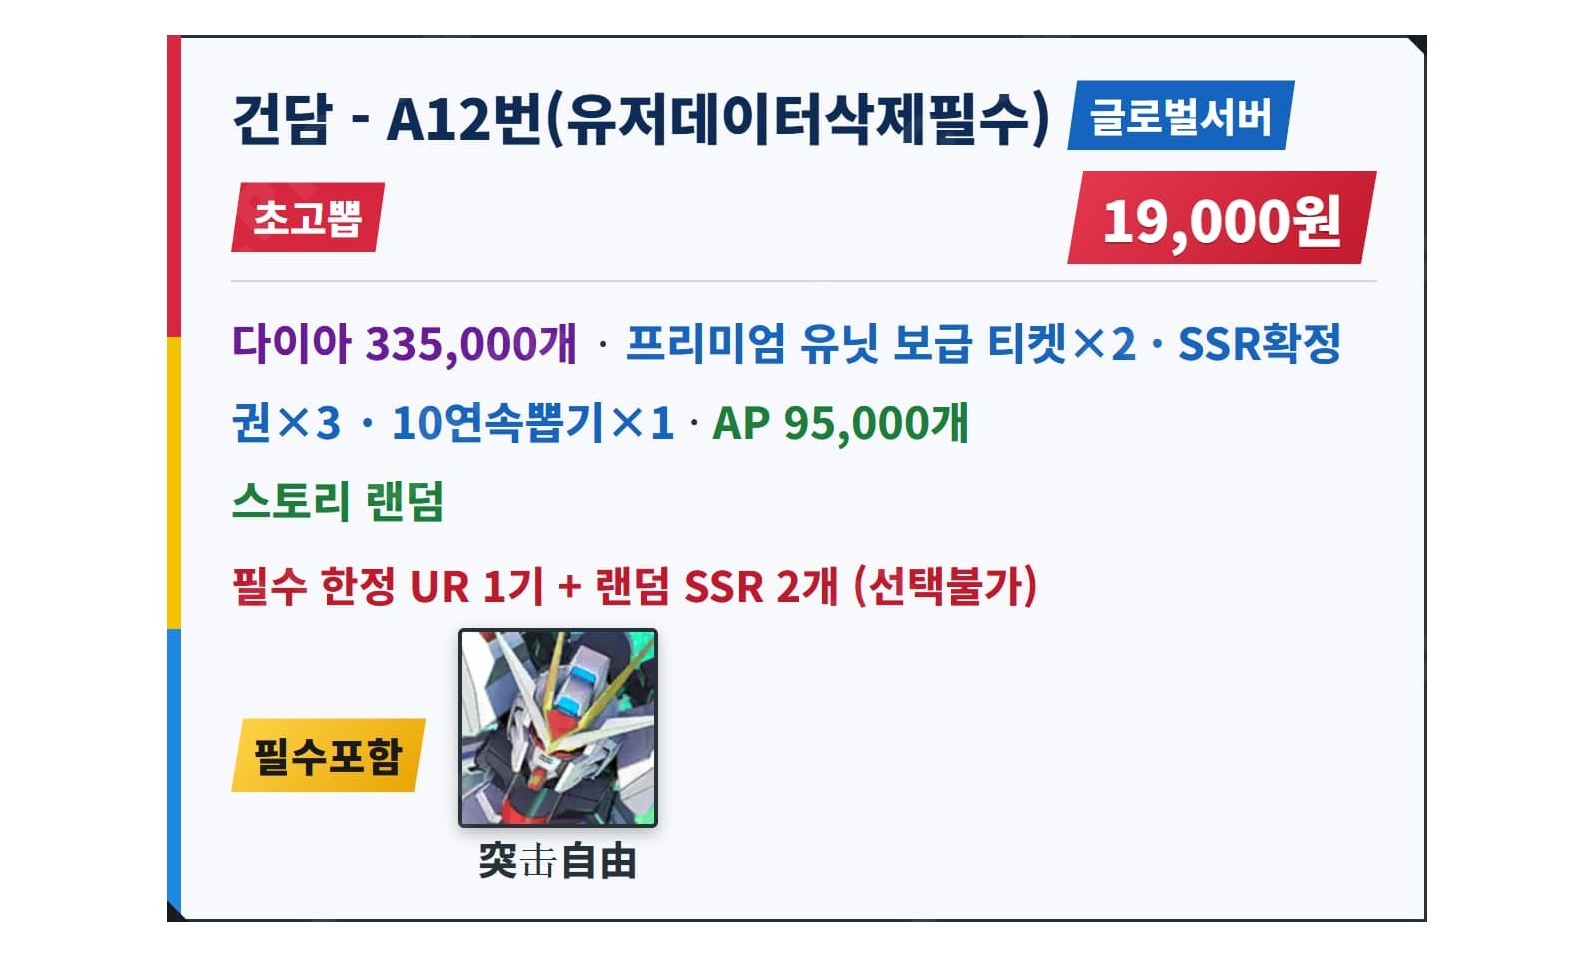 건담 - A12번(유저데이터삭제필수) 글로벌서버
초고뽑 19,000원
다이아 335,000개 · 프리미엄 유닛 보급 티켓×2 · SSR확정
권×3 · 10연속뽑기×1 · AP 95,000개
스토리 랜덤
필수 한정 UR 1기 + 랜덤 SSR 2개 (선택불가)
필수포함
突击自由